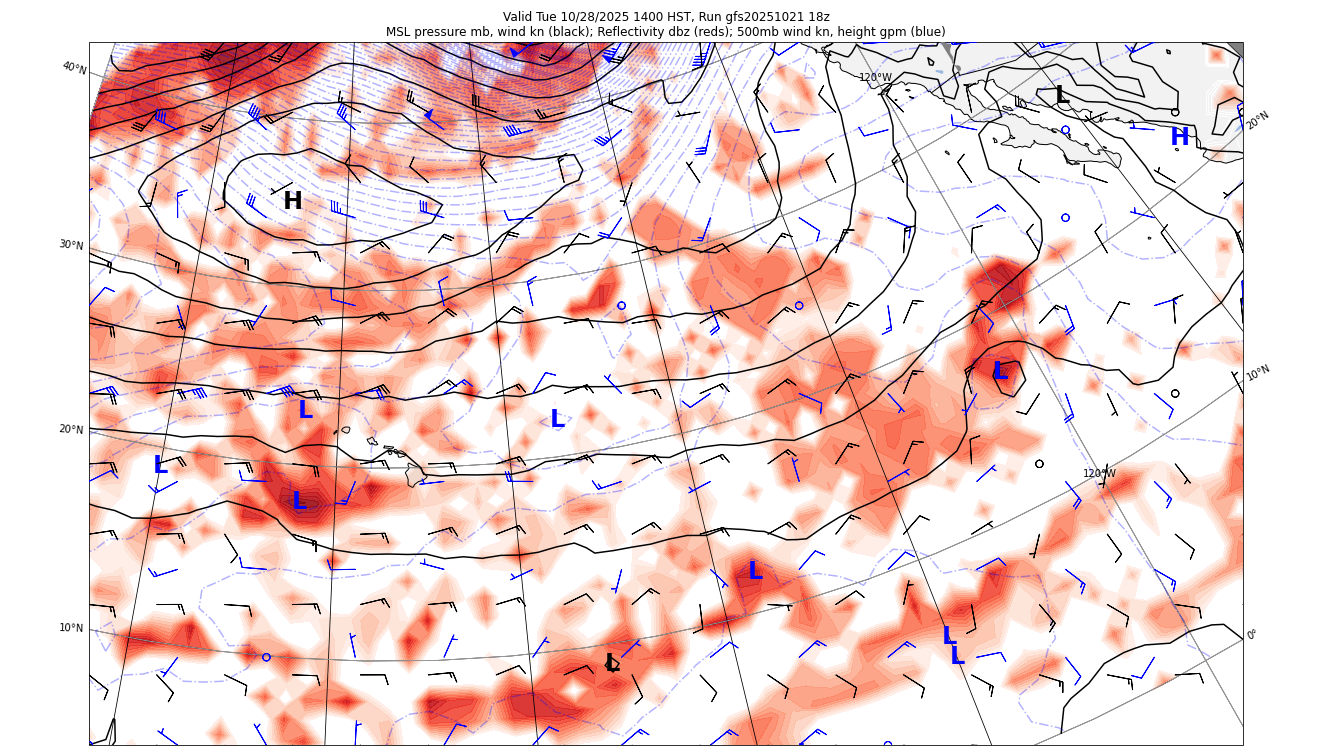 Valid Tue 10/28/2025 1400 HST, Run gfs20251021 18z
MSL pressure mb, wind kn (black); Reflectivity dbz (reds); 500mb wind kn, height gpm (blue)
40°N
120°W
L
20°N
H
H
30°N
L
10°N
L
L
20°N
L
120°W
L
L
10°N
L
L
L
0°